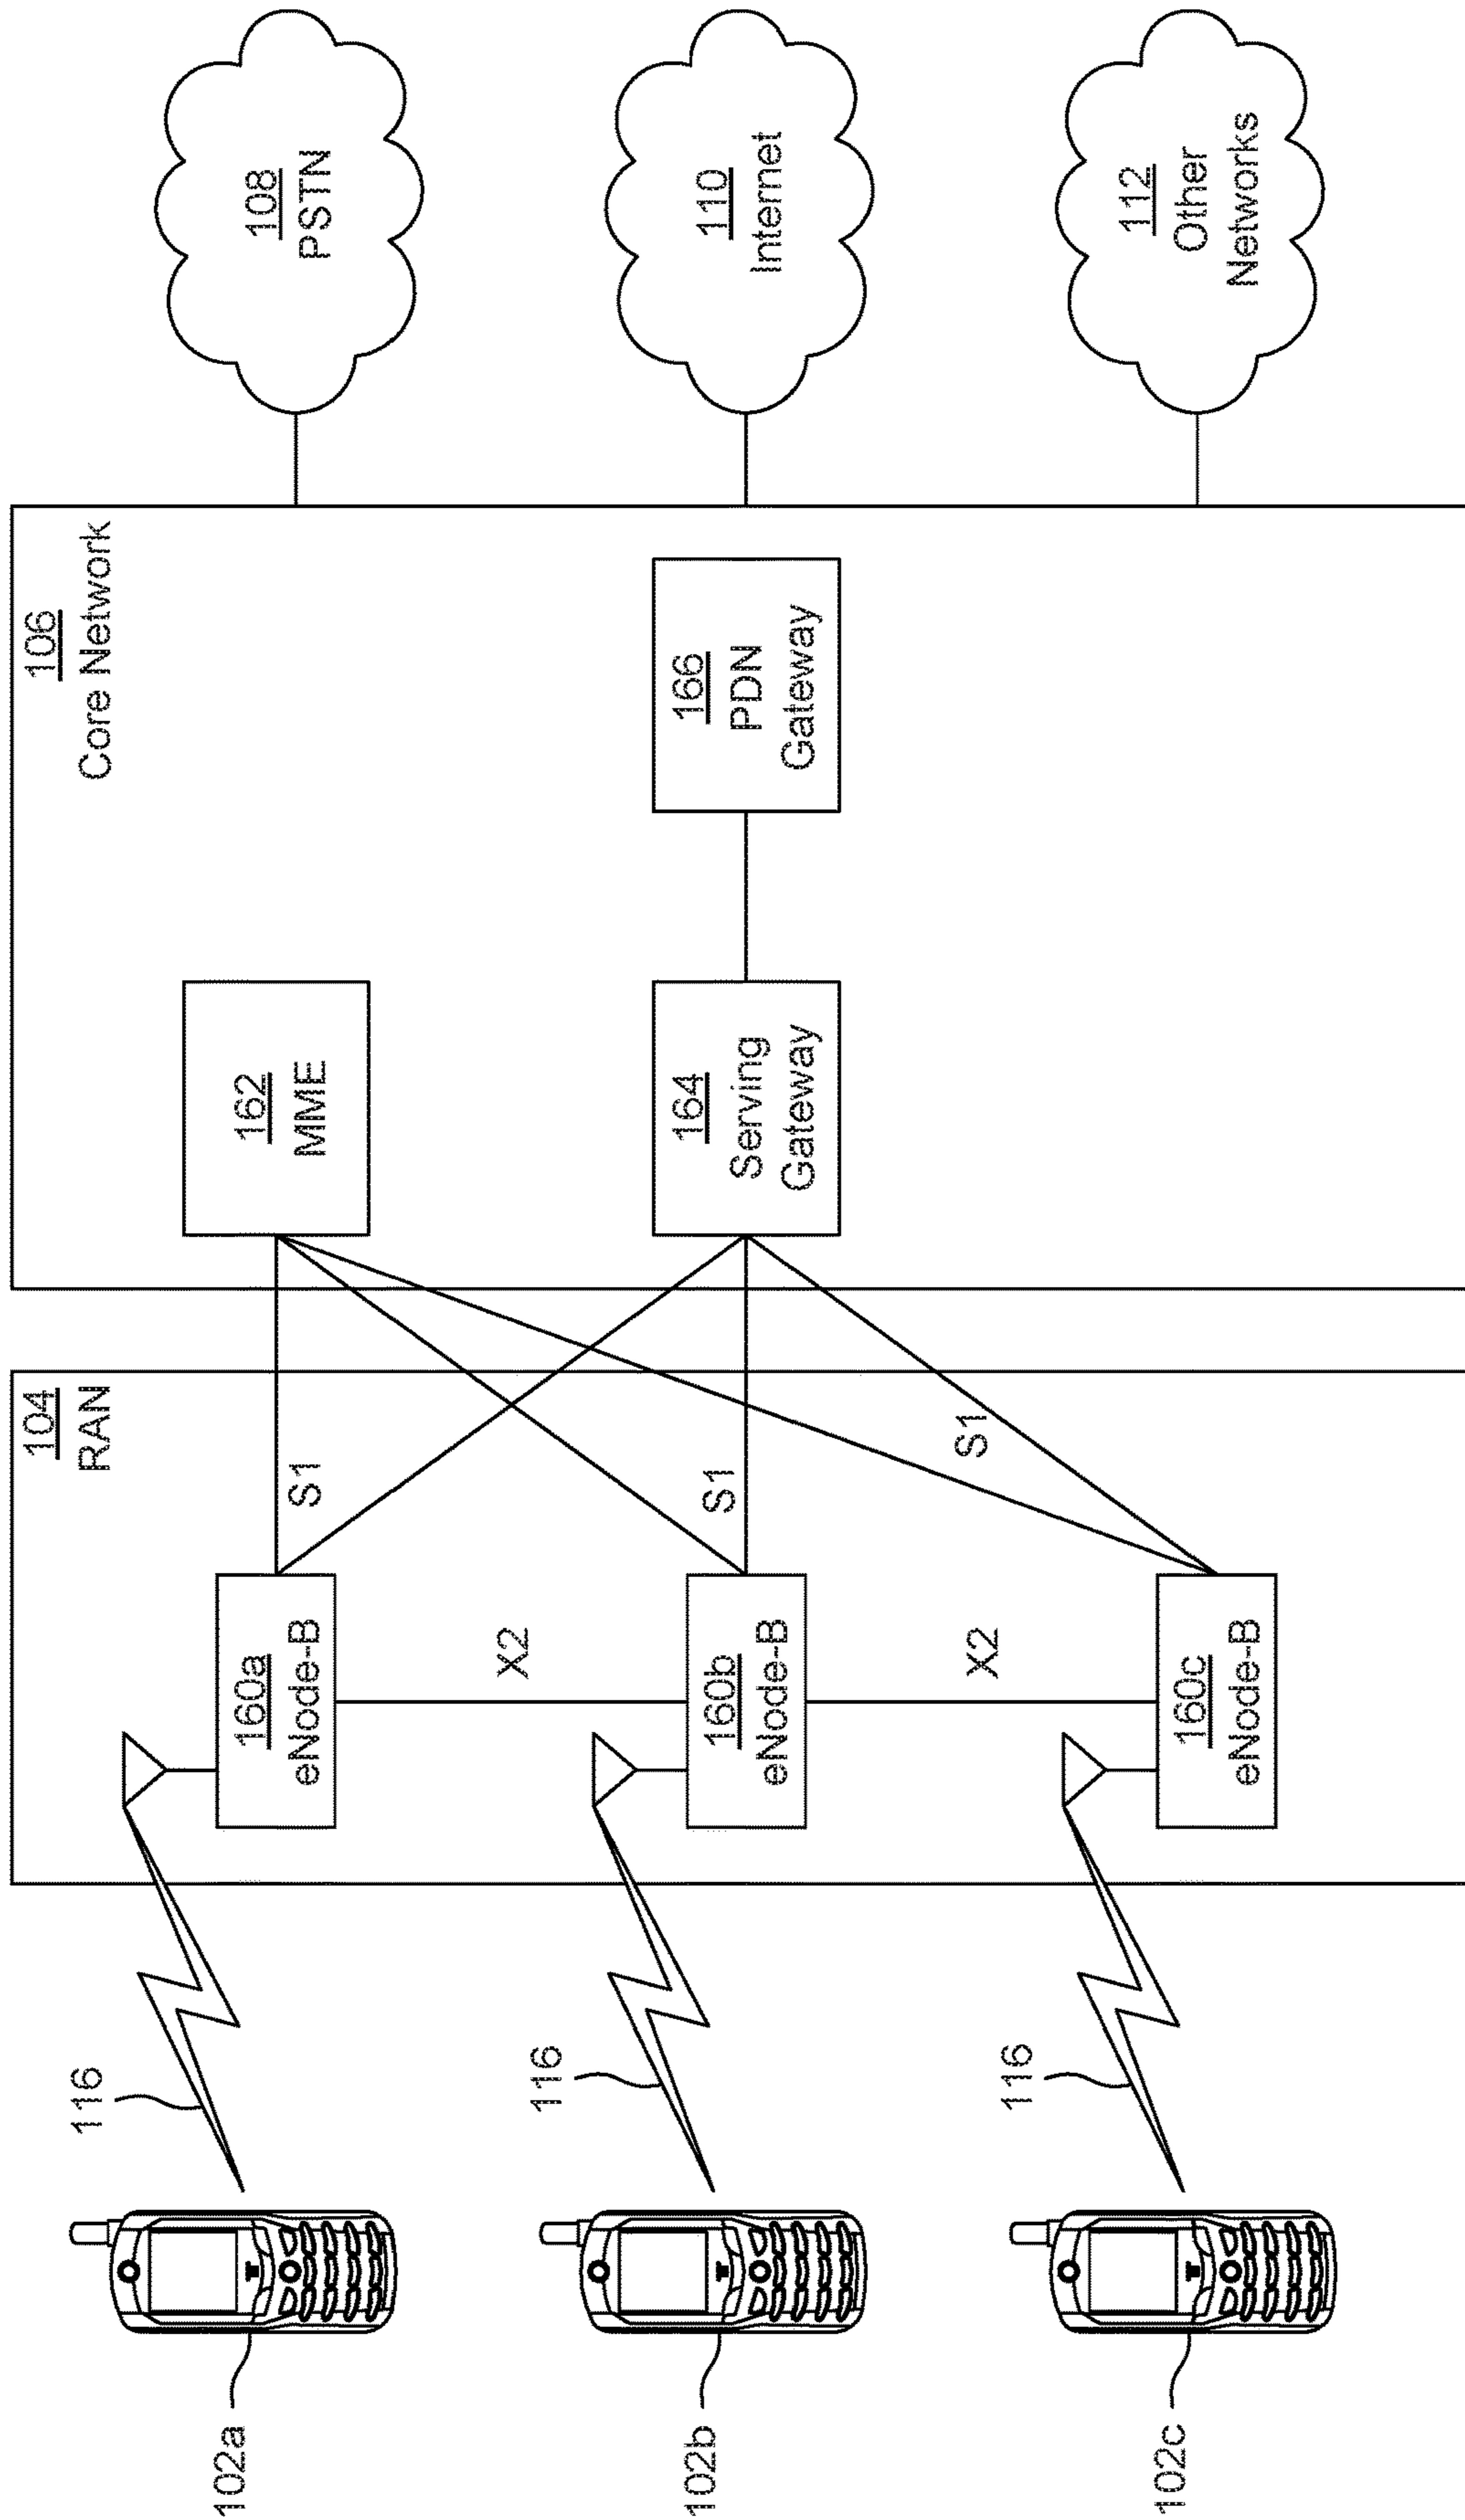 102a
116
116
102b
116
102c
104
RAN
160a
eNode-B
X2
160b
eNode-B
X2
160c
eNode-B
S1
S1
S1
106
Core Network
162
MME
164
Serving
Gateway
166
PDN
Gateway
108
PSTN
110
Internet
112
Other
Networks